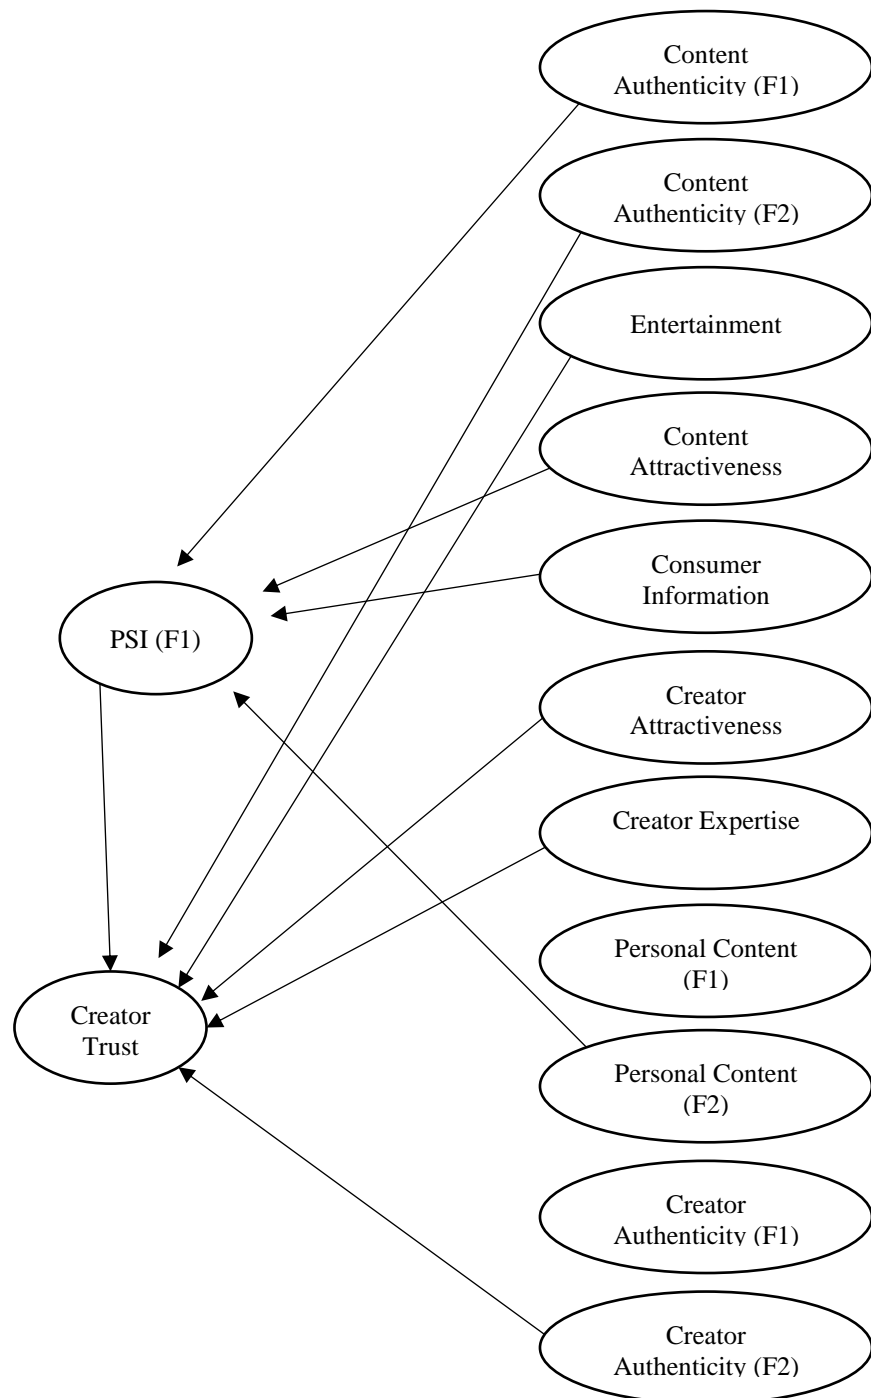 Content
Authenticity (F1)
Content
Authenticity (F2)
Entertainment
Content
Attractiveness
Consumer
Information
PSI (F1)
Creator
Attractiveness
Creator Expertise
Personal Content
(F1)
Creator
Trust
Personal Content
(F2)
Creator
Authenticity (F1)
Creator
Authenticity (F2)